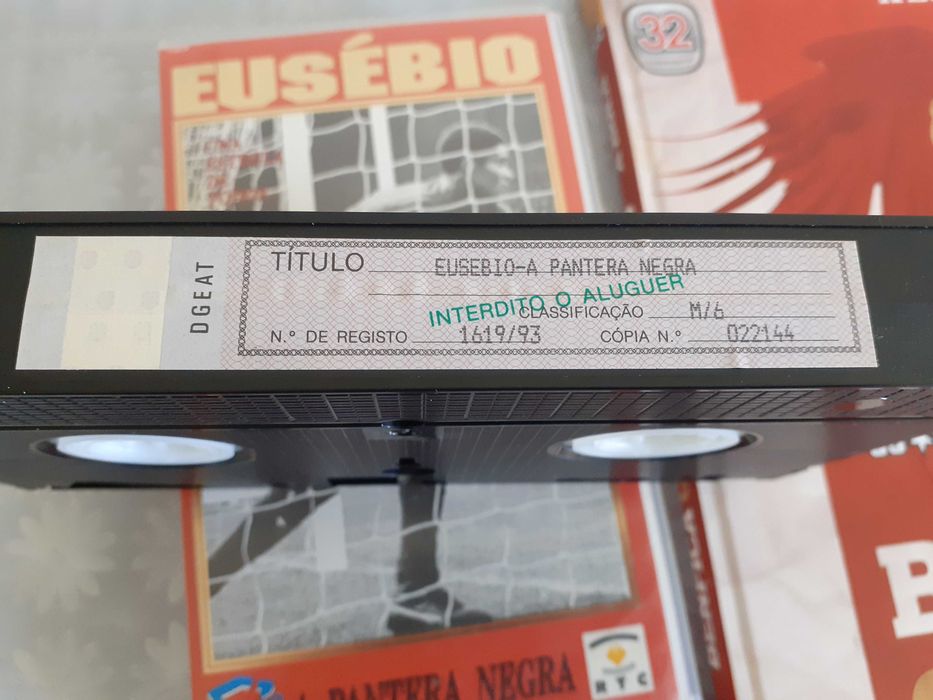 32
EUSÉBIO
DGEAT
TÍTULO EUSEBIO-A PANTERA NEGRA
INTERDITO O ALUGUER
CLASSIFICAÇÃO M/6
N.º DE REGISTO 1619/93 CÓPIA N.º 022144
A PANTERA NEGRA